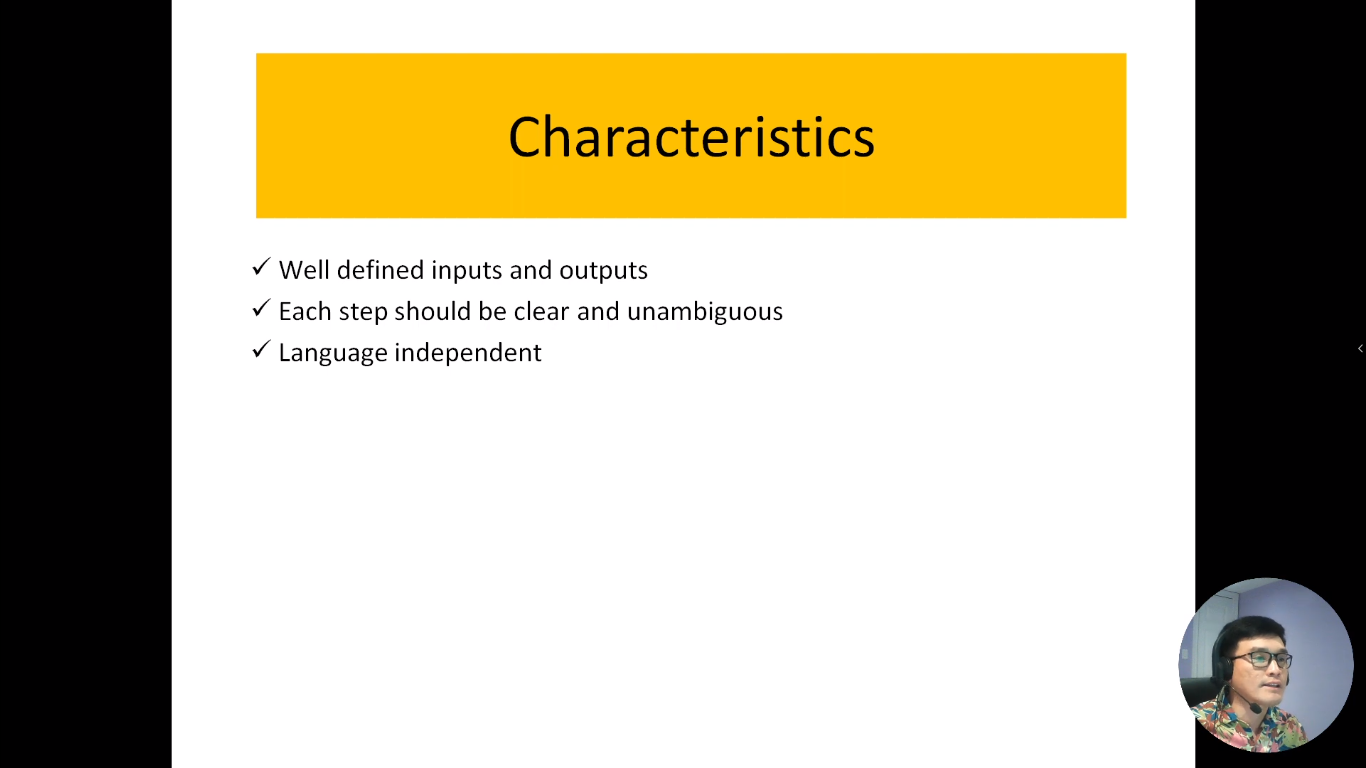 Characteristics
✓ Well defined inputs and outputs
✓ Each step should be clear and unambiguous
✓ Language independent